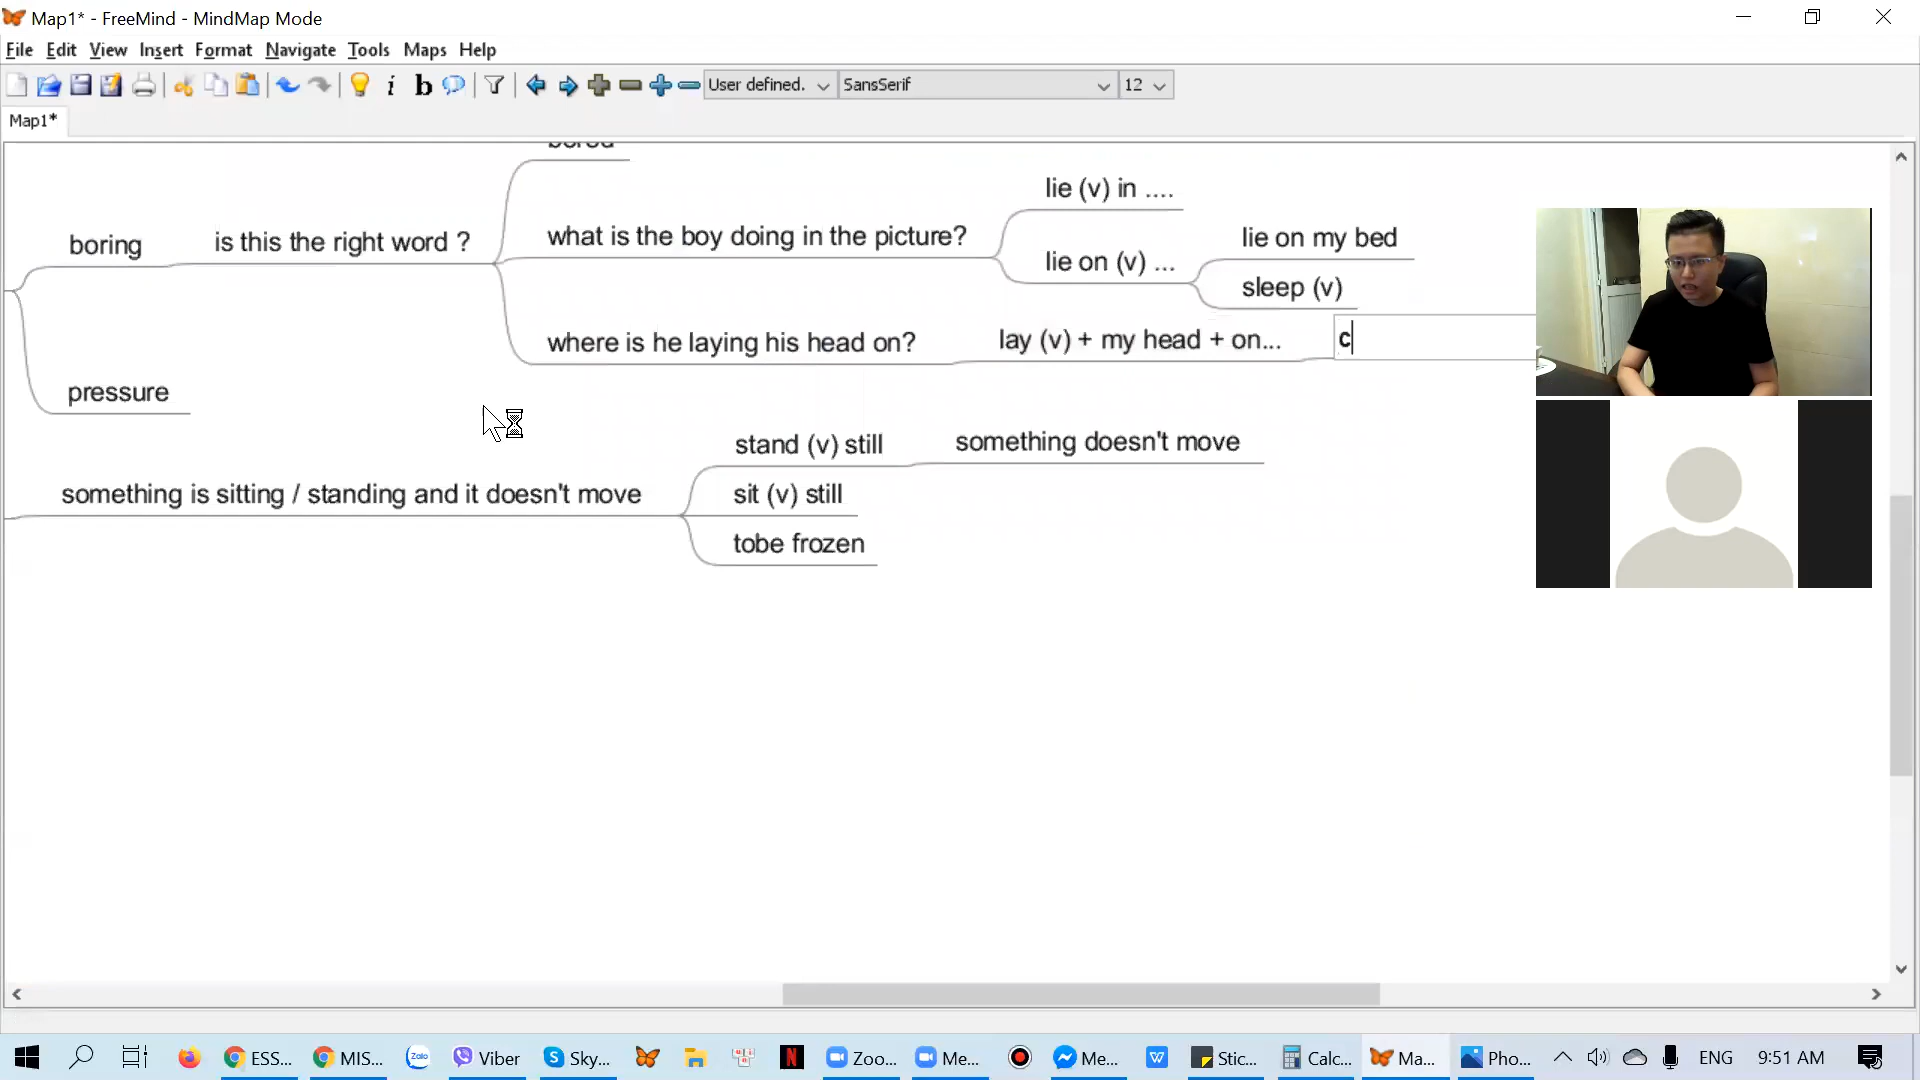 Map1* - FreeMind - MindMap Mode
File Edit View Insert Format Navigate Tools Maps Help
User defined. SansSerif 12
Map1*
bored
lie (v) in ....
what is the boy doing in the picture?
lie on my bed
boring
is this the right word ?
lie on (v) ...
sleep (v)
where is he laying his head on?
lay (v) + my head + on...
c
pressure
stand (v) still
something doesn't move
something is sitting / standing and it doesn't move
sit (v) still
tobe frozen
ESS... MIS... Zalo Viber Sky... N Zoo... Me... Me... W Stic... Calc... Ma... Pho... ENG 9:51 AM